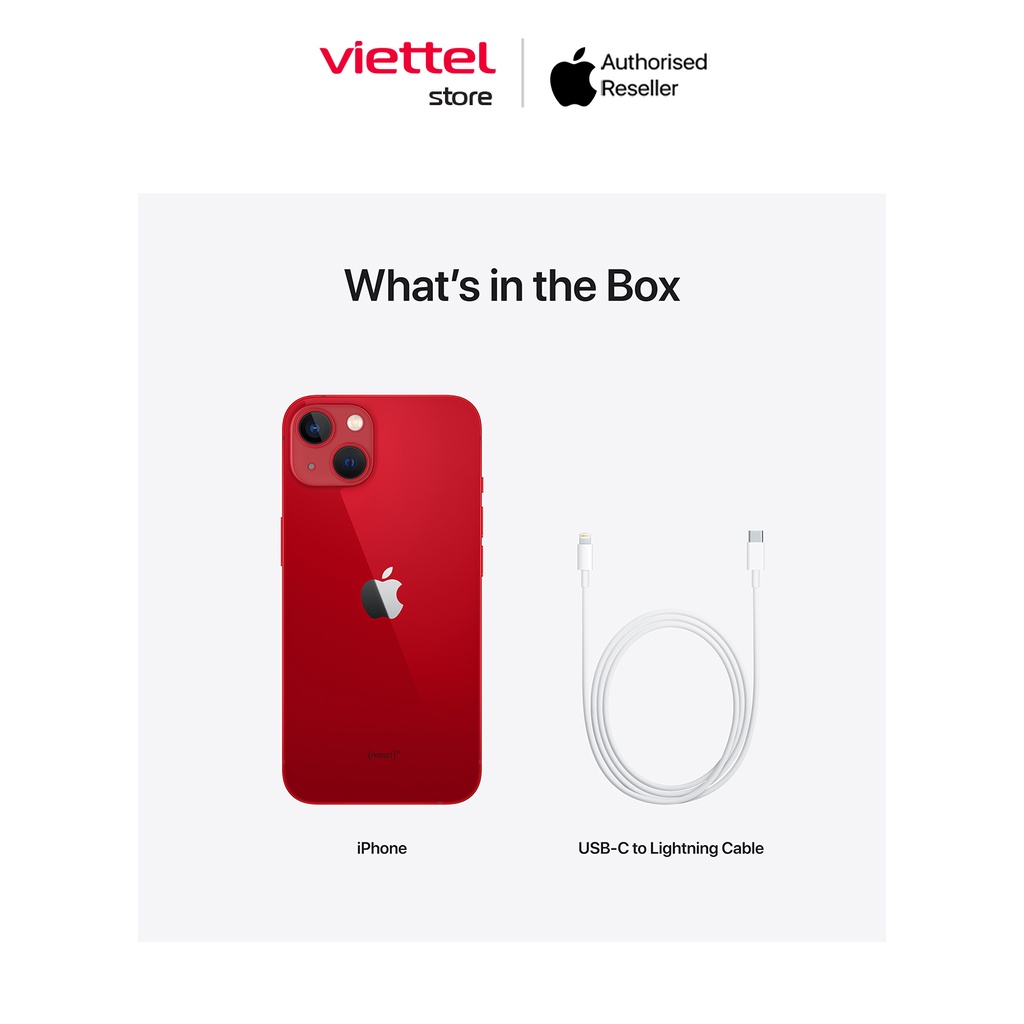 viettel
store
Authorised
Reseller
What's in the Box
iPhone
USB-C to Lightning Cable